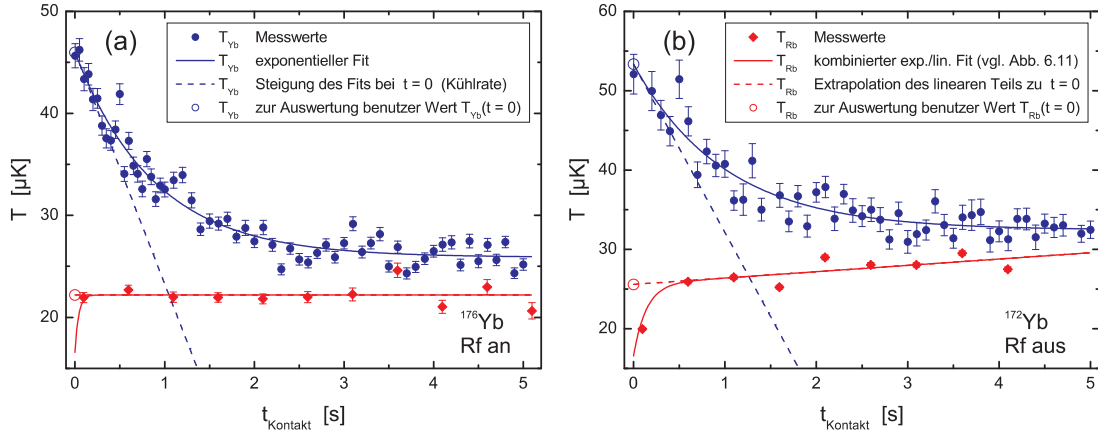 (a)
T_Yb Messwerte
T_Yb exponentieller Fit
T_Yb Steigung des Fits bei t = 0 (Kühlrate)
T_Yb zur Auswertung benutzer Wert T_Yb(t = 0)
50
40
30
20
T [µK]
0 1 2 3 4 5
t_Kontakt [s]
¹⁷⁶Yb
Rf an
(b)
T_Rb Messwerte
T_Rb kombinierter exp./lin. Fit (vgl. Abb. 6.11)
T_Rb Extrapolation des linearen Teils zu t = 0
T_Rb zur Auswertung benutzer Wert T_Rb(t = 0)
60
50
40
30
20
T [µK]
0 1 2 3 4 5
t_Kontakt [s]
¹⁷²Yb
Rf aus